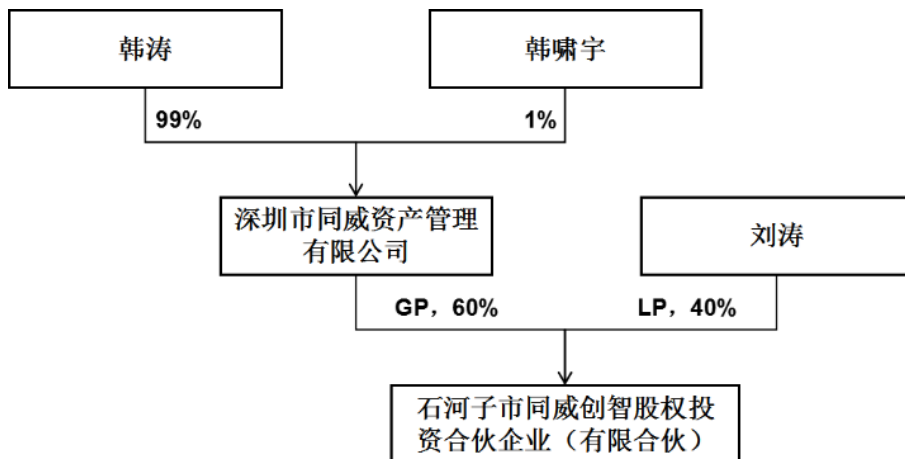 韩涛
韩啸宇
99%
1%
深圳市同威资产管理
有限公司
刘涛
GP，60%
LP，40%
石河子市同威创智股权投
资合伙企业（有限合伙）